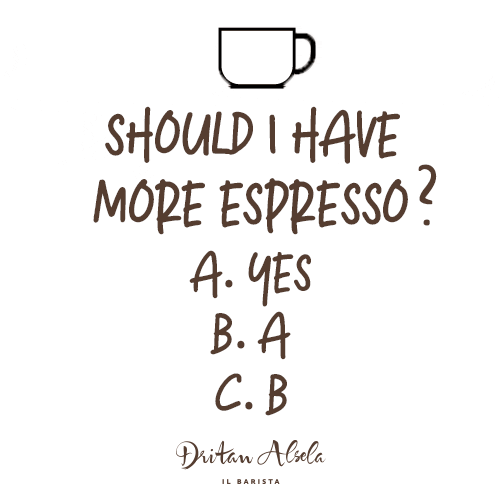 SHOULD I HAVE
MORE ESPRESSO?
A. YES
B. A
C. B
Dritan Alsela
IL BARISTA